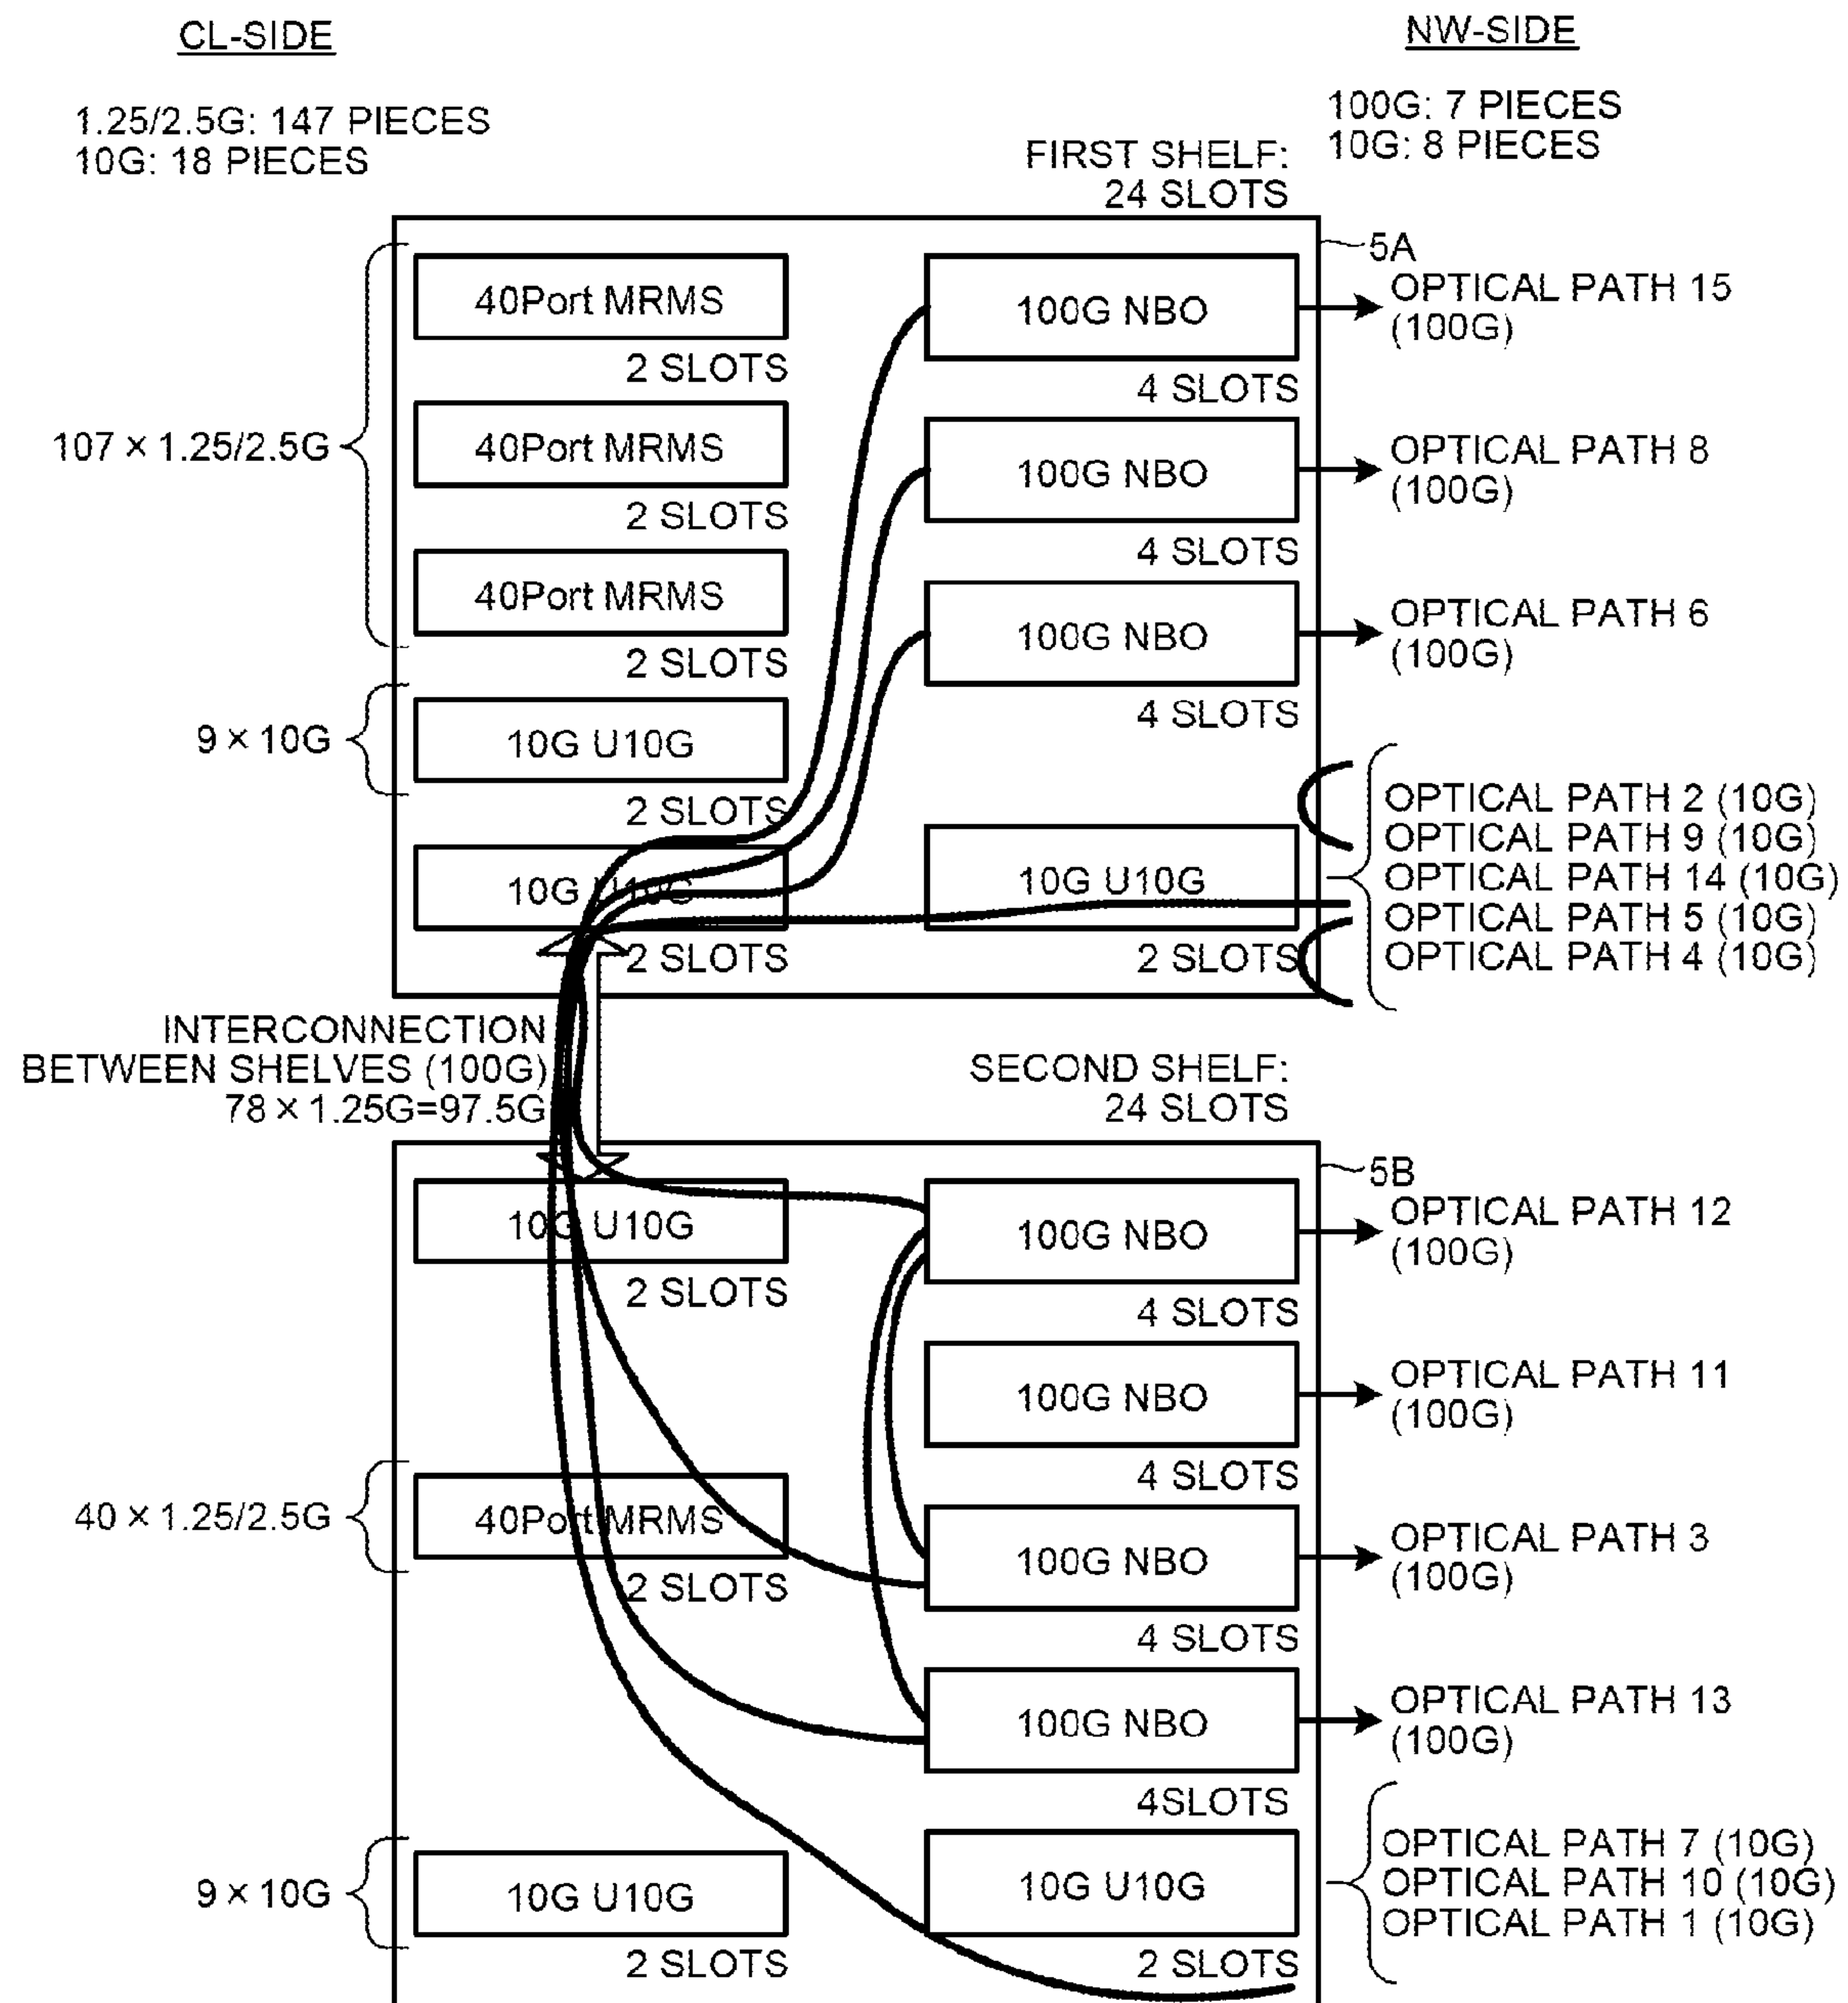 CL-SIDE
1.25/2.5G: 147 PIECES
10G: 18 PIECES
NW-SIDE
100G: 7 PIECES
10G: 8 PIECES
FIRST SHELF:
24 SLOTS
5A
107 × 1.25/2.5G
40Port MRMS
2 SLOTS
40Port MRMS
2 SLOTS
40Port MRMS
2 SLOTS
9 × 10G
10G U10G
2 SLOTS
10G U10G
2 SLOTS
100G NBO
4 SLOTS
OPTICAL PATH 15
(100G)
100G NBO
4 SLOTS
OPTICAL PATH 8
(100G)
100G NBO
4 SLOTS
OPTICAL PATH 6
(100G)
10G U10G
2 SLOTS
OPTICAL PATH 2 (10G)
OPTICAL PATH 9 (10G)
OPTICAL PATH 14 (10G)
OPTICAL PATH 5 (10G)
OPTICAL PATH 4 (10G)
INTERCONNECTION
BETWEEN SHELVES (100G)
78 × 1.25G=97.5G
SECOND SHELF:
24 SLOTS
5B
10G U10G
2 SLOTS
40 × 1.25/2.5G
40Port MRMS
2 SLOTS
9 × 10G
10G U10G
2 SLOTS
100G NBO
4 SLOTS
OPTICAL PATH 12
(100G)
100G NBO
4 SLOTS
OPTICAL PATH 11
(100G)
100G NBO
4 SLOTS
OPTICAL PATH 3
(100G)
100G NBO
4SLOTS
OPTICAL PATH 13
(100G)
10G U10G
2 SLOTS
OPTICAL PATH 7 (10G)
OPTICAL PATH 10 (10G)
OPTICAL PATH 1 (10G)